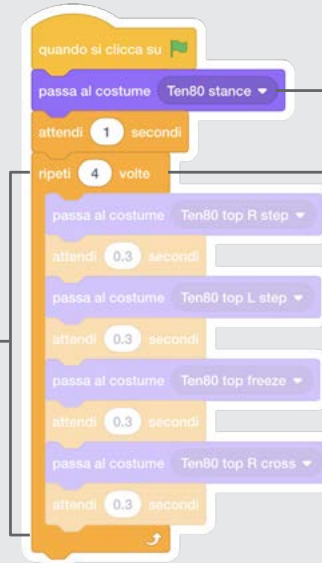 quando si clicca su
passa al costume Ten80 stance
attendi 1 secondi
ripeti 4 volte
passa al costume Ten80 top R step
attendi 0.3 secondi
passa al costume Ten80 top L step
attendi 0.3 secondi
passa al costume Ten80 top freeze
attendi 0.3 secondi
passa al costume Ten80 top R cross
attendi 0.3 secondi